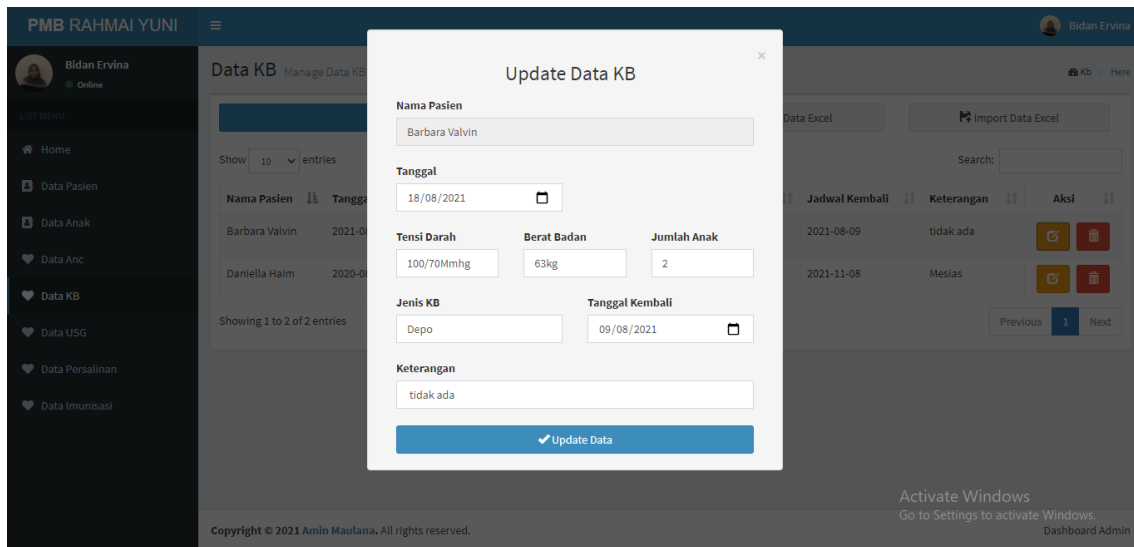 PMB RAHMAI YUNI
Bidan Ervina
Bidan Ervina
Online
LIST MENU
Home
Data Pasien
Data Anak
Data Anc
Data KB
Data USG
Data Persalinan
Data Imunisasi
Data KB Manage Data KB
Kb
Here
Data Excel
Import Data Excel
Show 10 entries
Search:
Nama Pasien
Jadwal Kembali Keterangan Aksi
Barbara Valvin
2021-08-09 tidak ada
Daniella Haim
2021-11-08 Mesias
Showing 1 to 2 of 2 entries
Previous 1 Next
×
Update Data KB
Nama Pasien
Barbara Valvin
Tanggal
18/08/2021
Tensi Darah Berat Badan Jumlah Anak
100/70Mmhg 63kg 2
Jenis KB Tanggal Kembali
Depo 09/08/2021
Keterangan
tidak ada
Update Data
Activate Windows
Go to Settings to activate Windows.
Copyright © 2021 Amin Maulana. All rights reserved.
Dashboard Admin